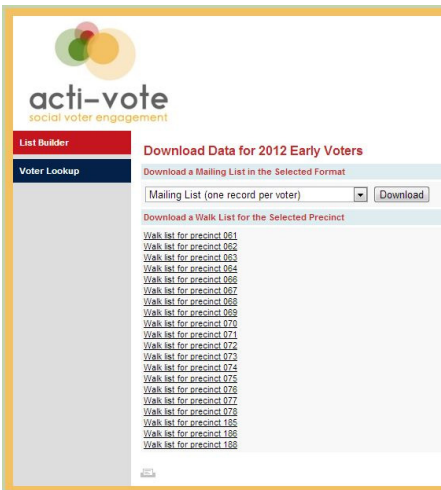 acti-vote
social voter engagement
List Builder
Voter Lookup
Download Data for 2012 Early Voters
Download a Mailing List in the Selected Format
Mailing List (one record per voter)
Download
Download a Walk List for the Selected Precinct
Walk list for precinct 061
Walk list for precinct 062
Walk list for precinct 063
Walk list for precinct 064
Walk list for precinct 066
Walk list for precinct 067
Walk list for precinct 068
Walk list for precinct 069
Walk list for precinct 070
Walk list for precinct 071
Walk list for precinct 072
Walk list for precinct 073
Walk list for precinct 074
Walk list for precinct 075
Walk list for precinct 076
Walk list for precinct 077
Walk list for precinct 078
Walk list for precinct 185
Walk list for precinct 186
Walk list for precinct 188